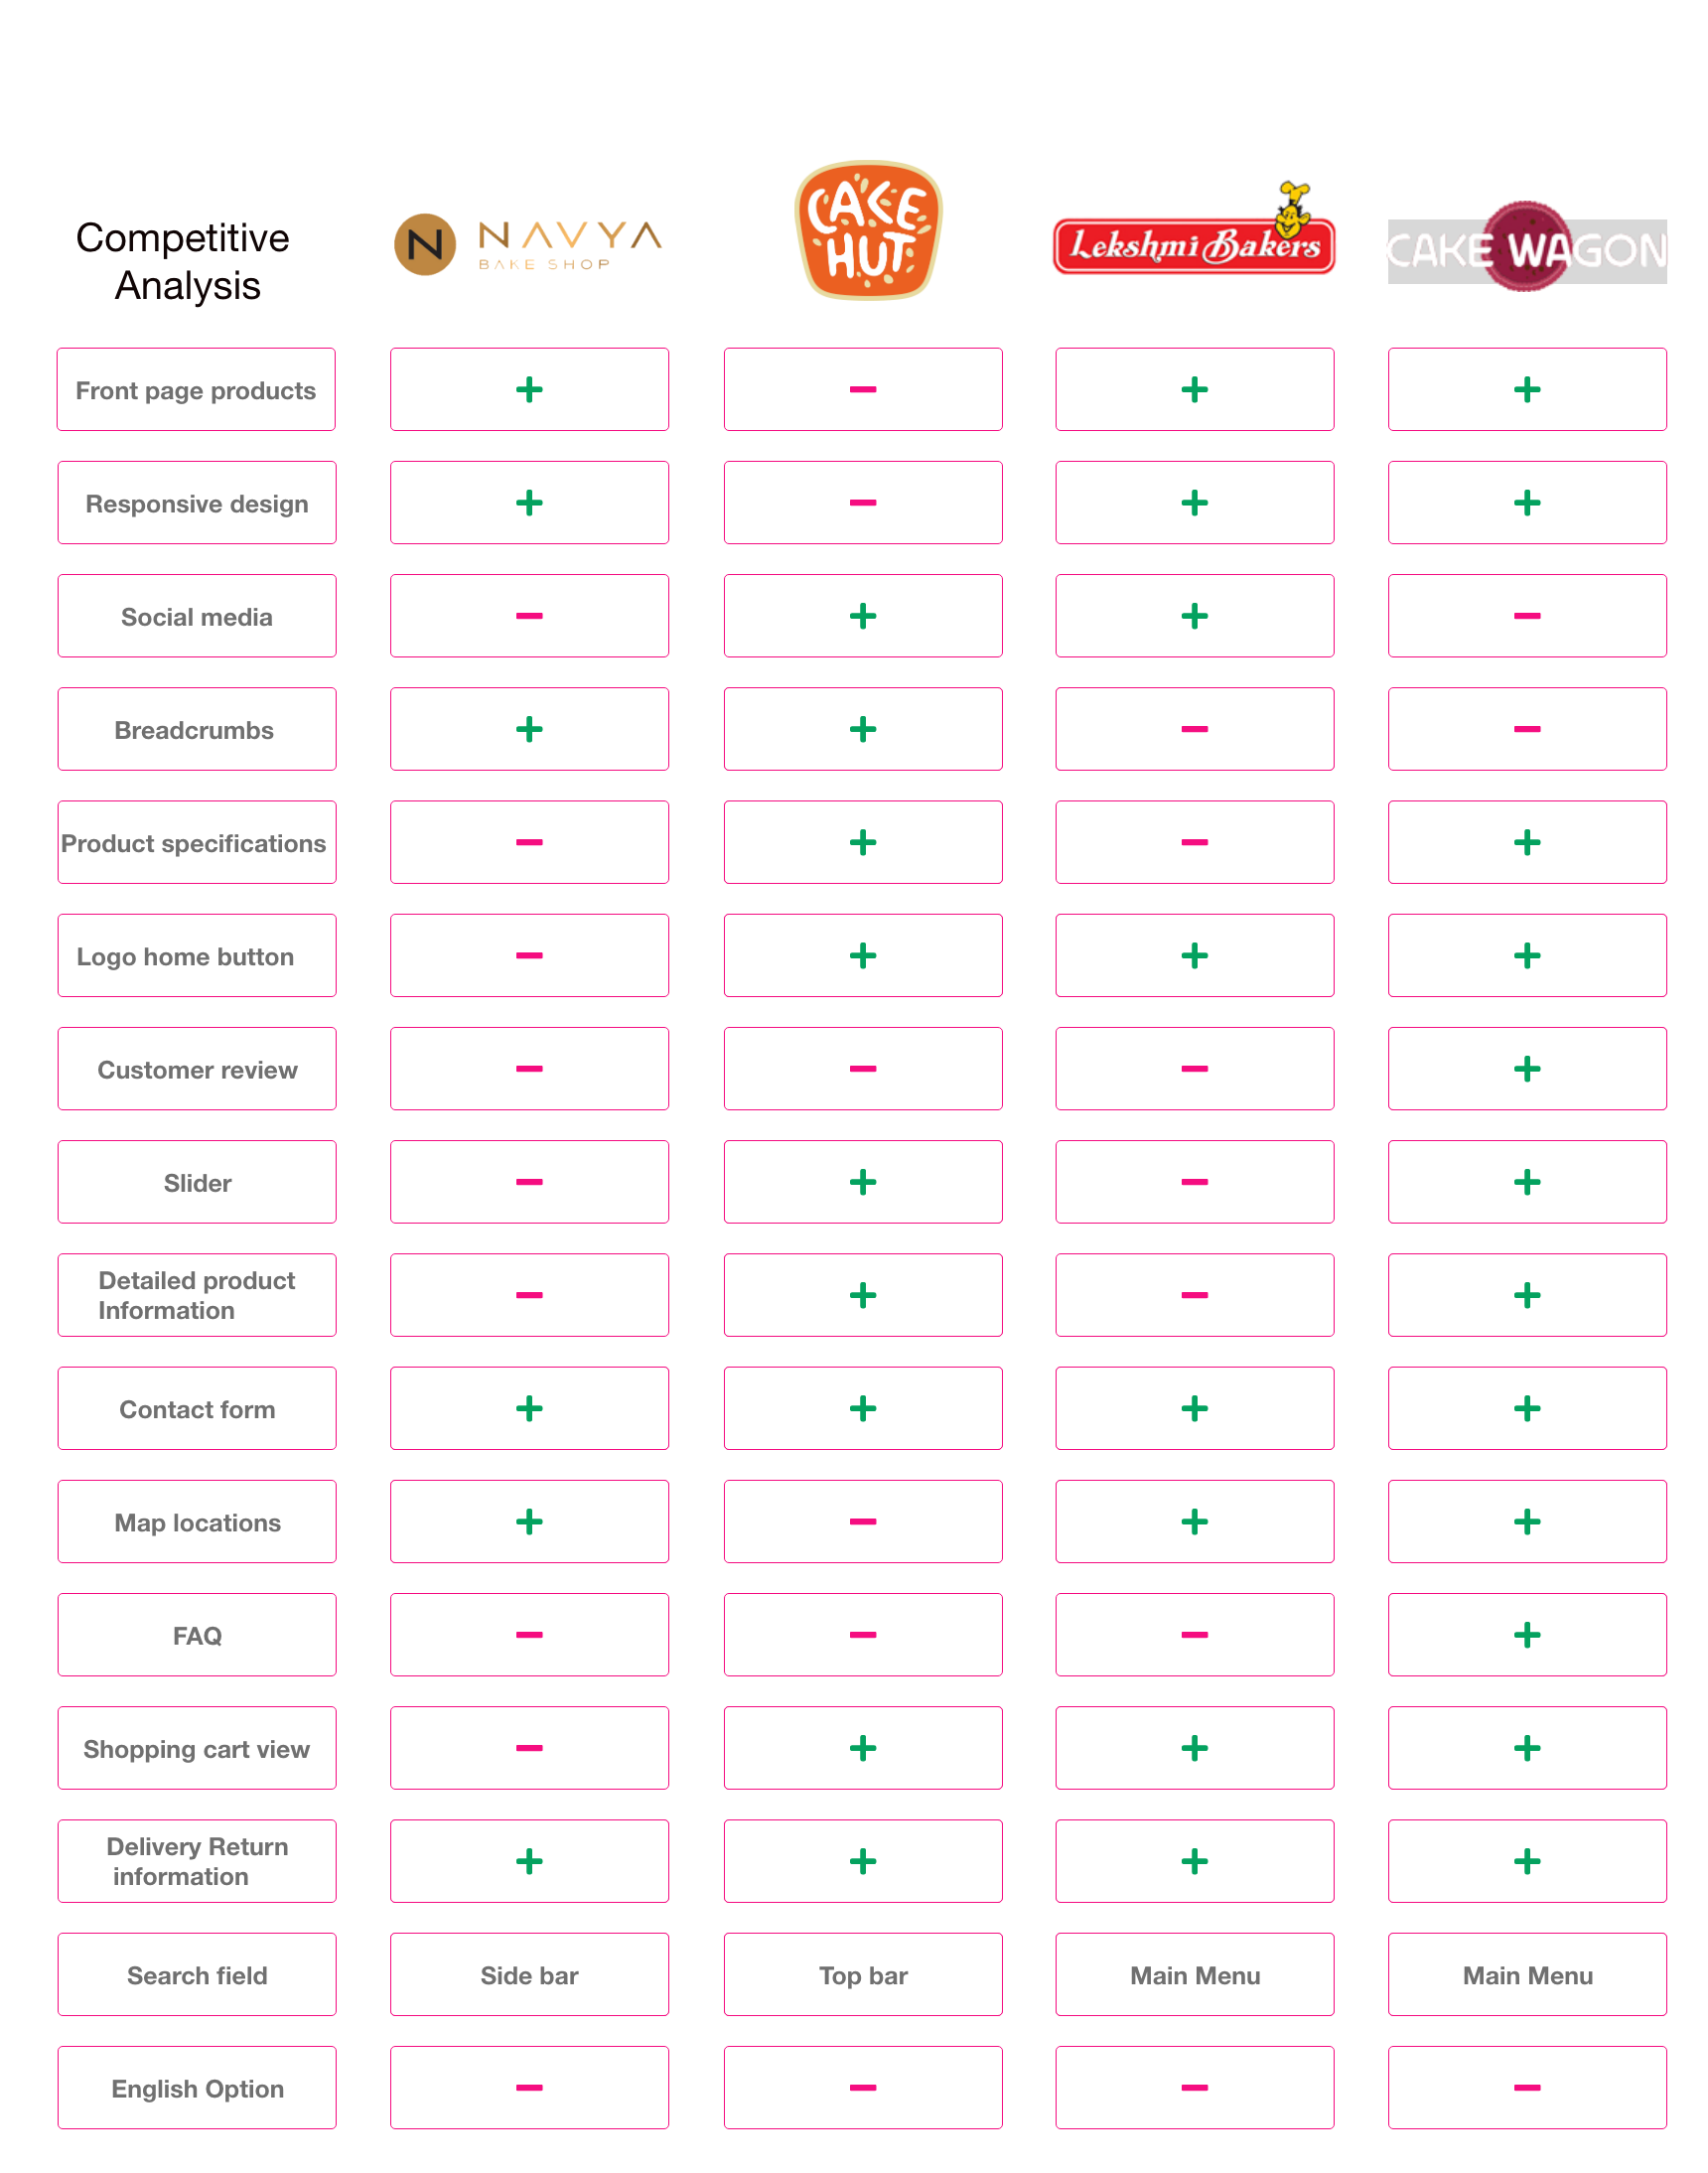 Competitive
Analysis
N NAVYA
BAKE SHOP
CAKE
HUT
Lekshmi Bakers
CAKE WAGON
Front page products + − + +
Responsive design + − + +
Social media − + + −
Breadcrumbs + + − −
Product specifications − + − +
Logo home button − + + +
Customer review − − − +
Slider − + − +
Detailed product
Information − + − +
Contact form + + + +
Map locations + − + +
FAQ − − − +
Shopping cart view − + + +
Delivery Return
information + + + +
Search field Side bar Top bar Main Menu Main Menu
English Option − − − −